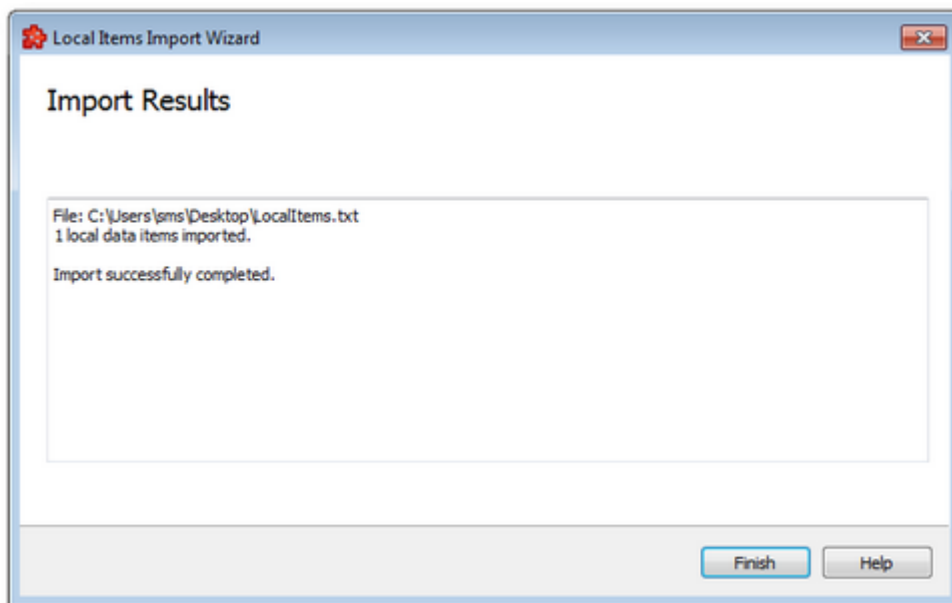 Local Items Import Wizard
Import Results
File: C:\Users\sms\Desktop\LocalItems.txt
1 local data items imported.
Import successfully completed.
Finish
Help